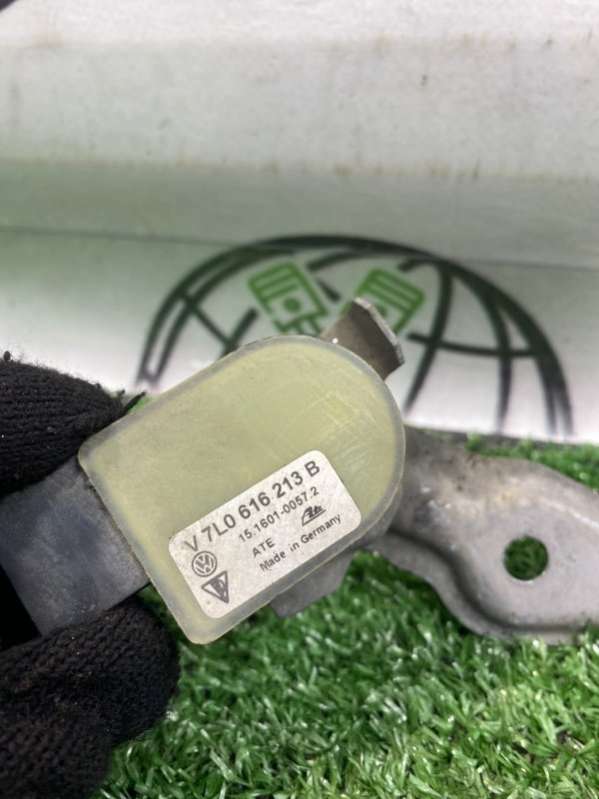 V 7L0 616 213 B
15.1601-0057.2
ATE
Made in Germany